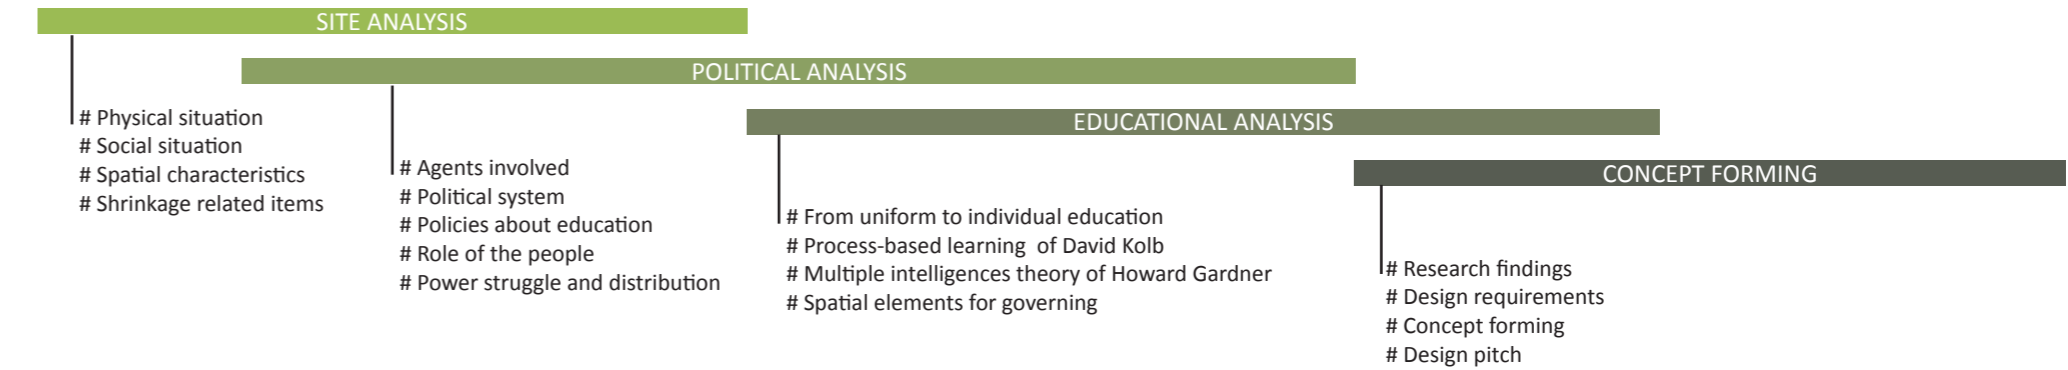 SITE ANALYSIS
# Physical situation
# Social situation
# Spatial characteristics
# Shrinkage related items
POLITICAL ANALYSIS
# Agents involved
# Political system
# Policies about education
# Role of the people
# Power struggle and distribution
EDUCATIONAL ANALYSIS
# From uniform to individual education
# Process-based learning  of David Kolb
# Multiple intelligences theory of Howard Gardner
# Spatial elements for governing
CONCEPT FORMING
# Research findings
# Design requirements
# Concept forming
# Design pitch